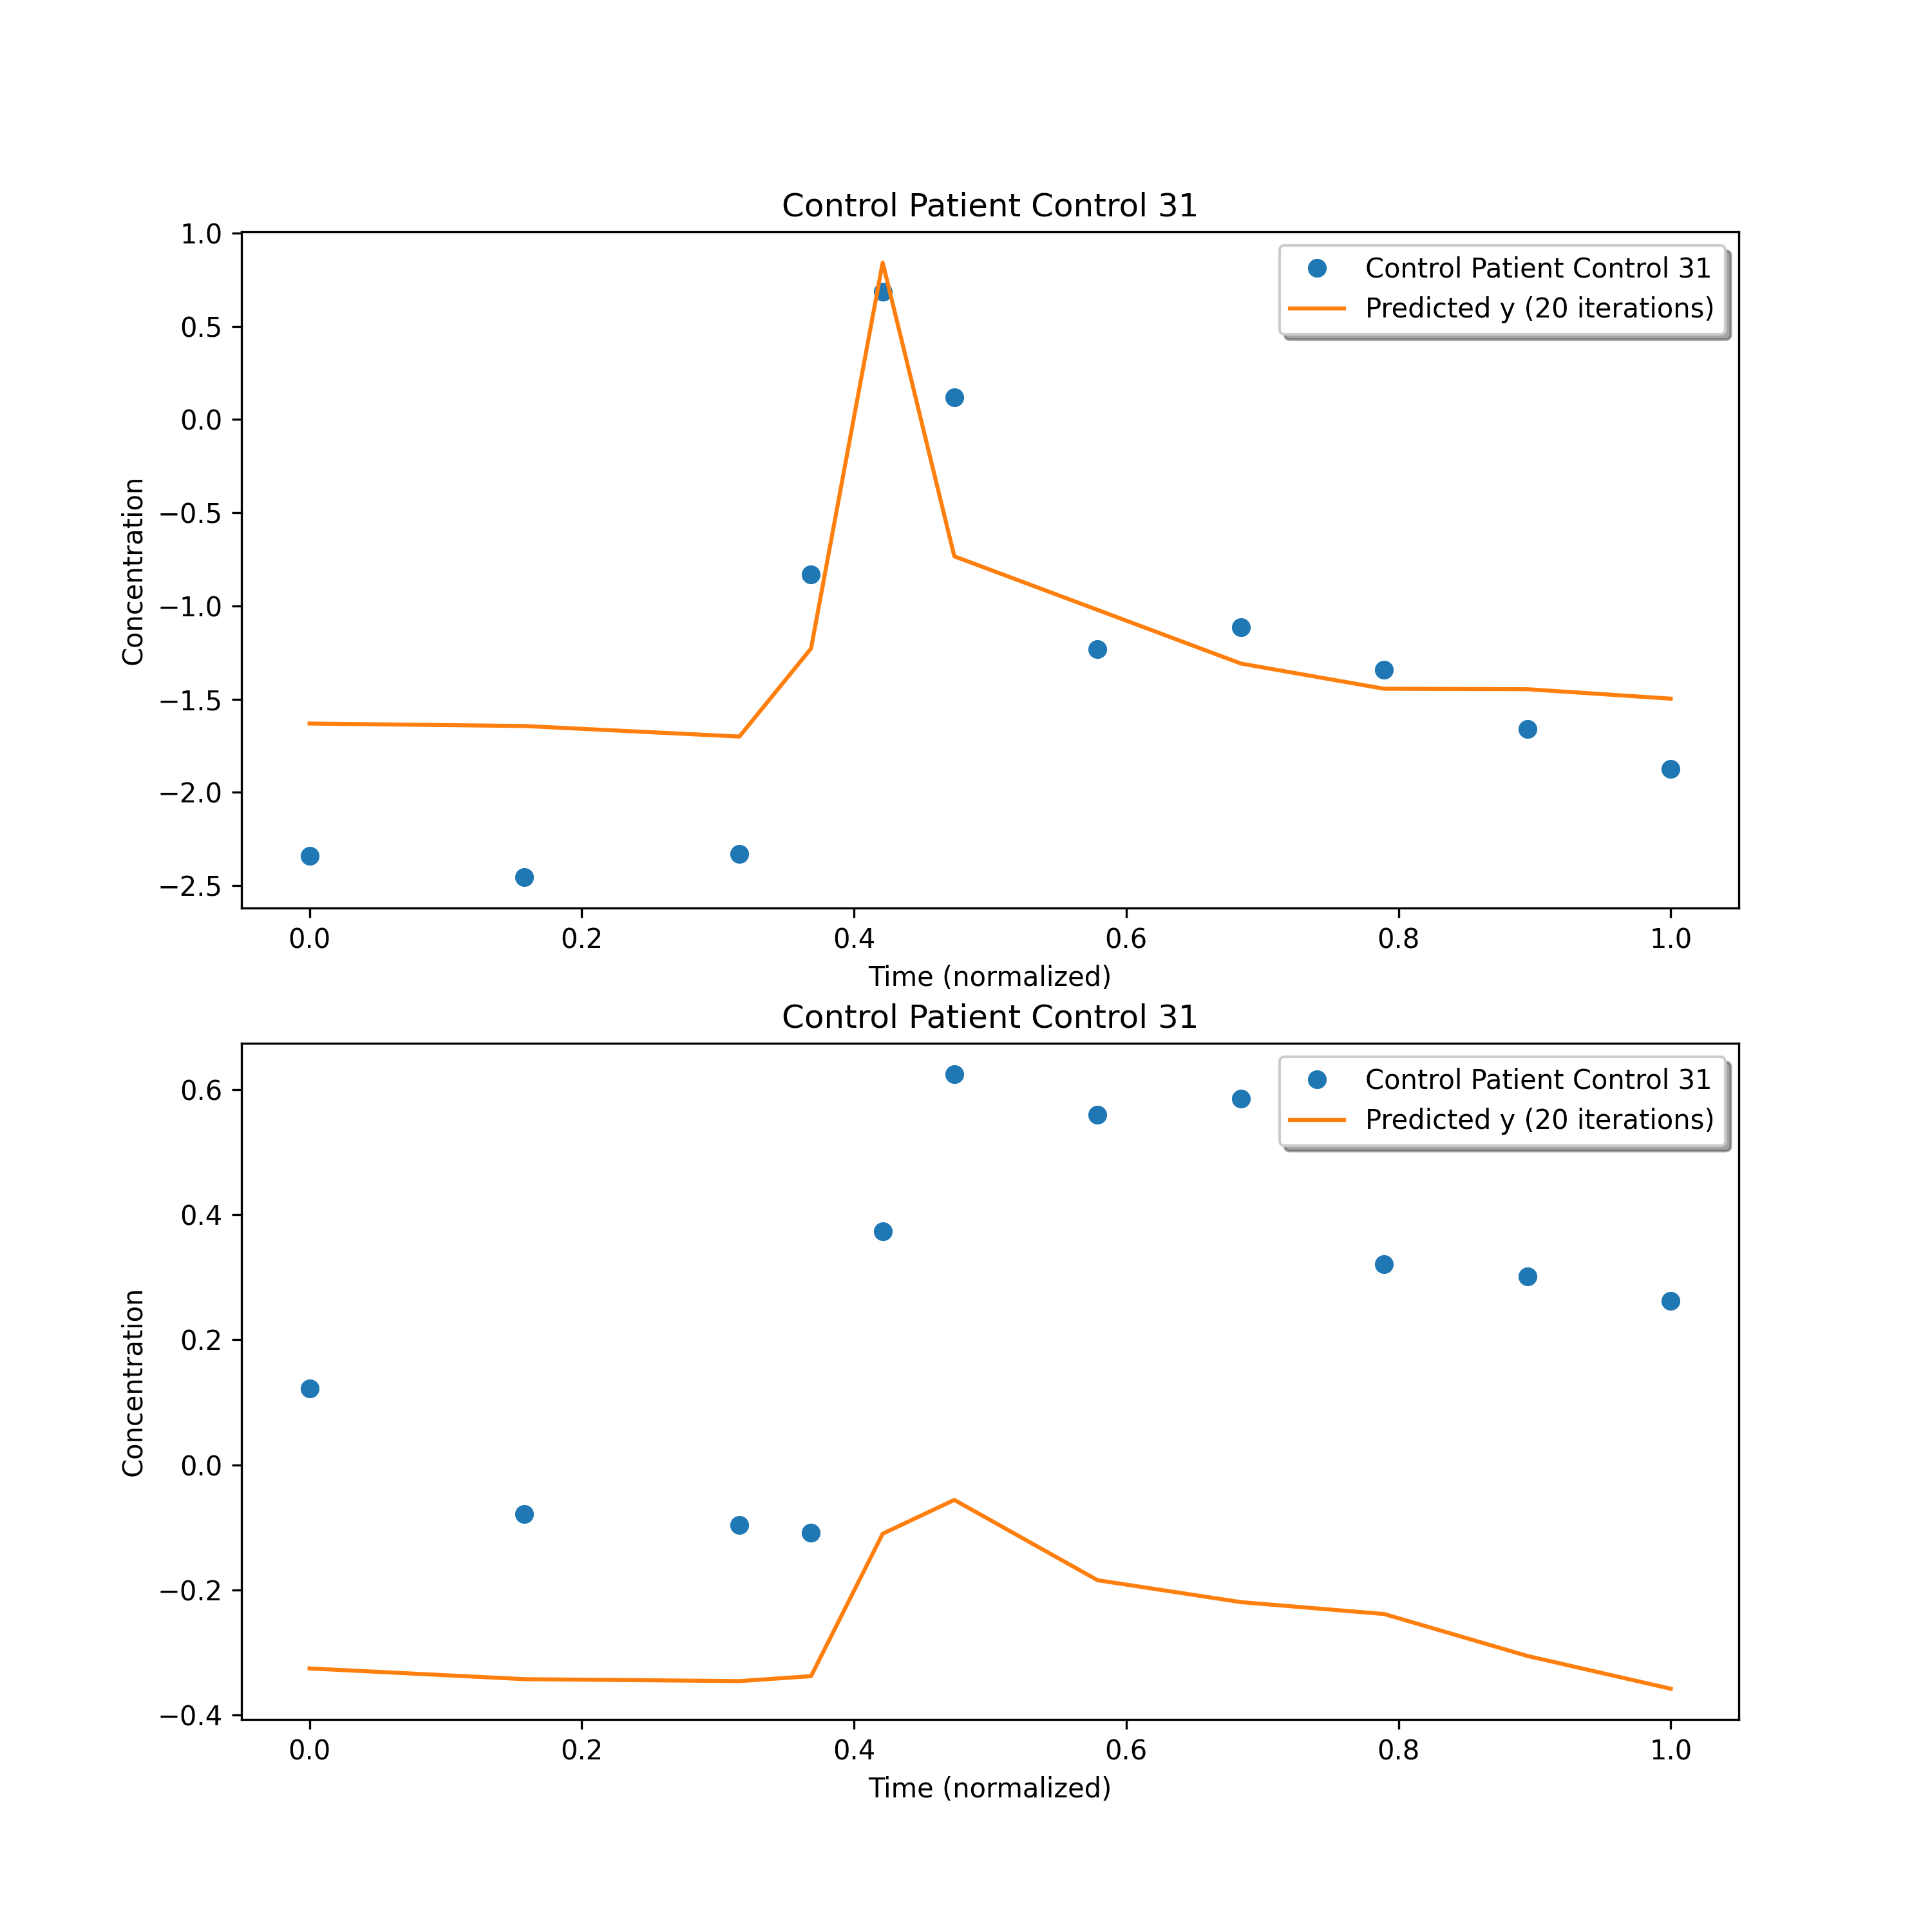 Control Patient Control 31
1.0
0.5
0.0
−0.5
−1.0
−1.5
−2.0
−2.5
Concentration
Control Patient Control 31
Predicted y (20 iterations)
0.0 0.2 0.4 0.6 0.8 1.0
Time (normalized)
Control Patient Control 31
0.6
0.4
0.2
0.0
−0.2
−0.4
Concentration
Control Patient Control 31
Predicted y (20 iterations)
0.0 0.2 0.4 0.6 0.8 1.0
Time (normalized)